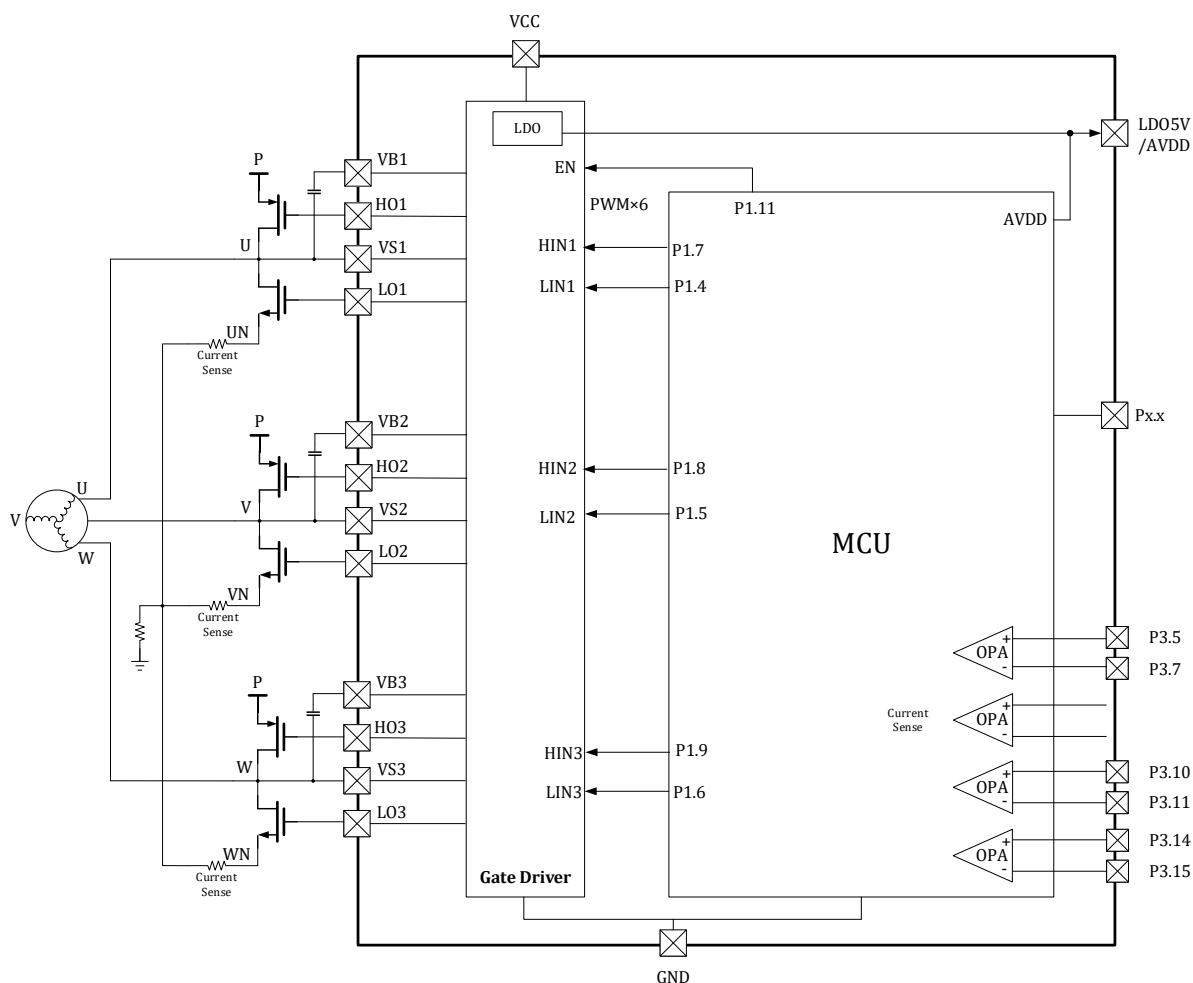 VCC
LDO
LDO5V
/AVDD
P
VB1
EN
HO1
PWM×6
P1.11
AVDD
U
VS1
HIN1
P1.7
LO1
LIN1
P1.4
UN
Current
Sense
P
VB2
Px.x
HO2
HIN2
P1.8
U
V
V
VS2
LIN2
P1.5
W
LO2
MCU
VN
Current
Sense
P3.5
+
OPA
-
P3.7
P
VB3
Current
Sense
+
OPA
-
HO3
HIN3
P1.9
W
VS3
P3.10
+
OPA
-
P3.11
LIN3
P1.6
LO3
P3.14
+
OPA
-
P3.15
WN
Current
Sense
Gate Driver
GND